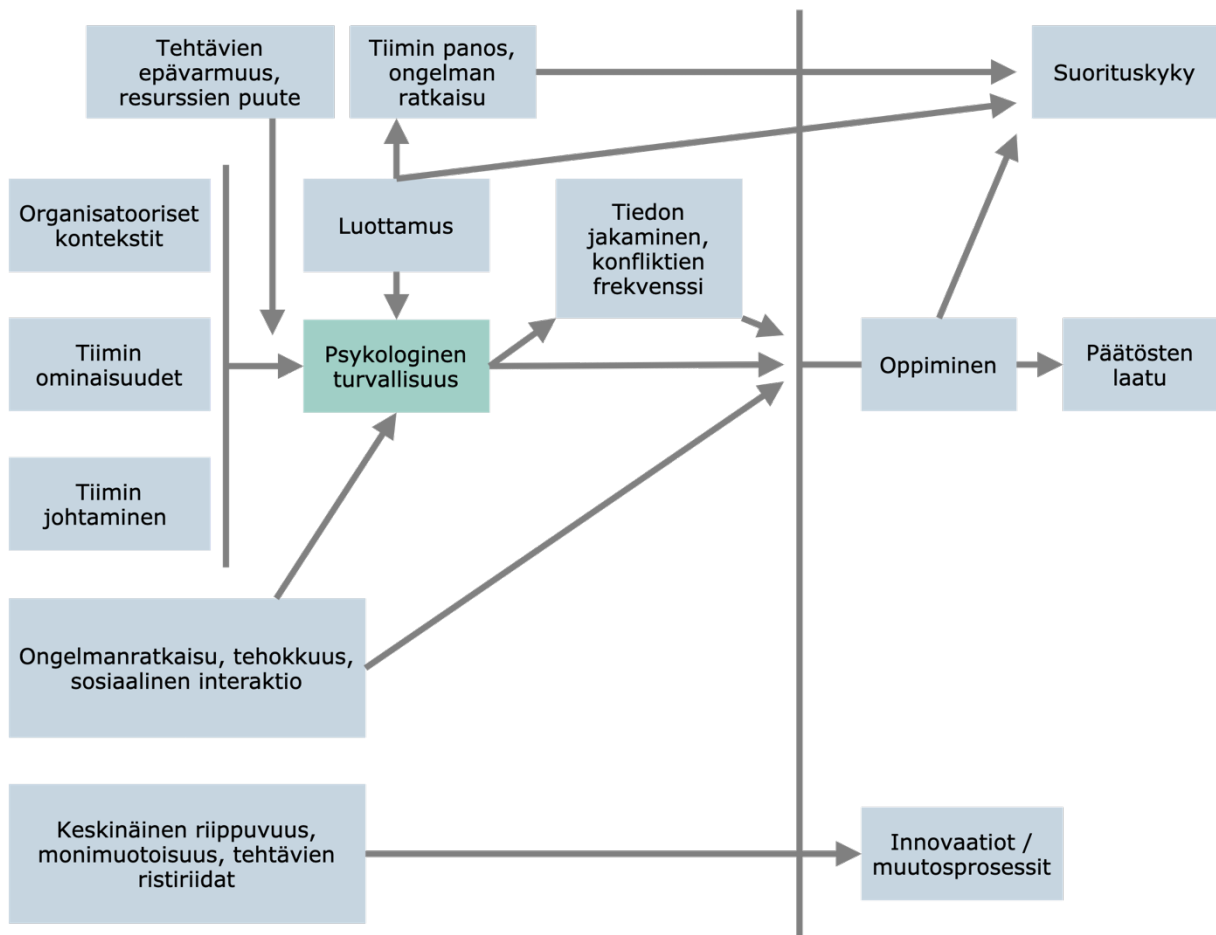 Tehtävien
epävarmuus,
resurssien puute
Tiimin panos,
ongelman
ratkaisu
Suorituskyky
Organisatooriset
kontekstit
Luottamus
Tiedon
jakaminen,
konfliktien
frekvenssi
Tiimin
ominaisuudet
Psykologinen
turvallisuus
Oppiminen
Päätösten
laatu
Tiimin
johtaminen
Ongelmanratkaisu, tehokkuus,
sosiaalinen interaktio
Keskinäinen riippuvuus,
monimuotoisuus, tehtävien
ristiriidat
Innovaatiot /
muutosprosessit